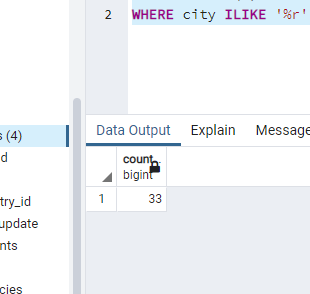 2 WHERE city ILIKE '%r'
s (4)
d
try_id
update
nts
cies
Data Output Explain Message
count
bigint
1 33